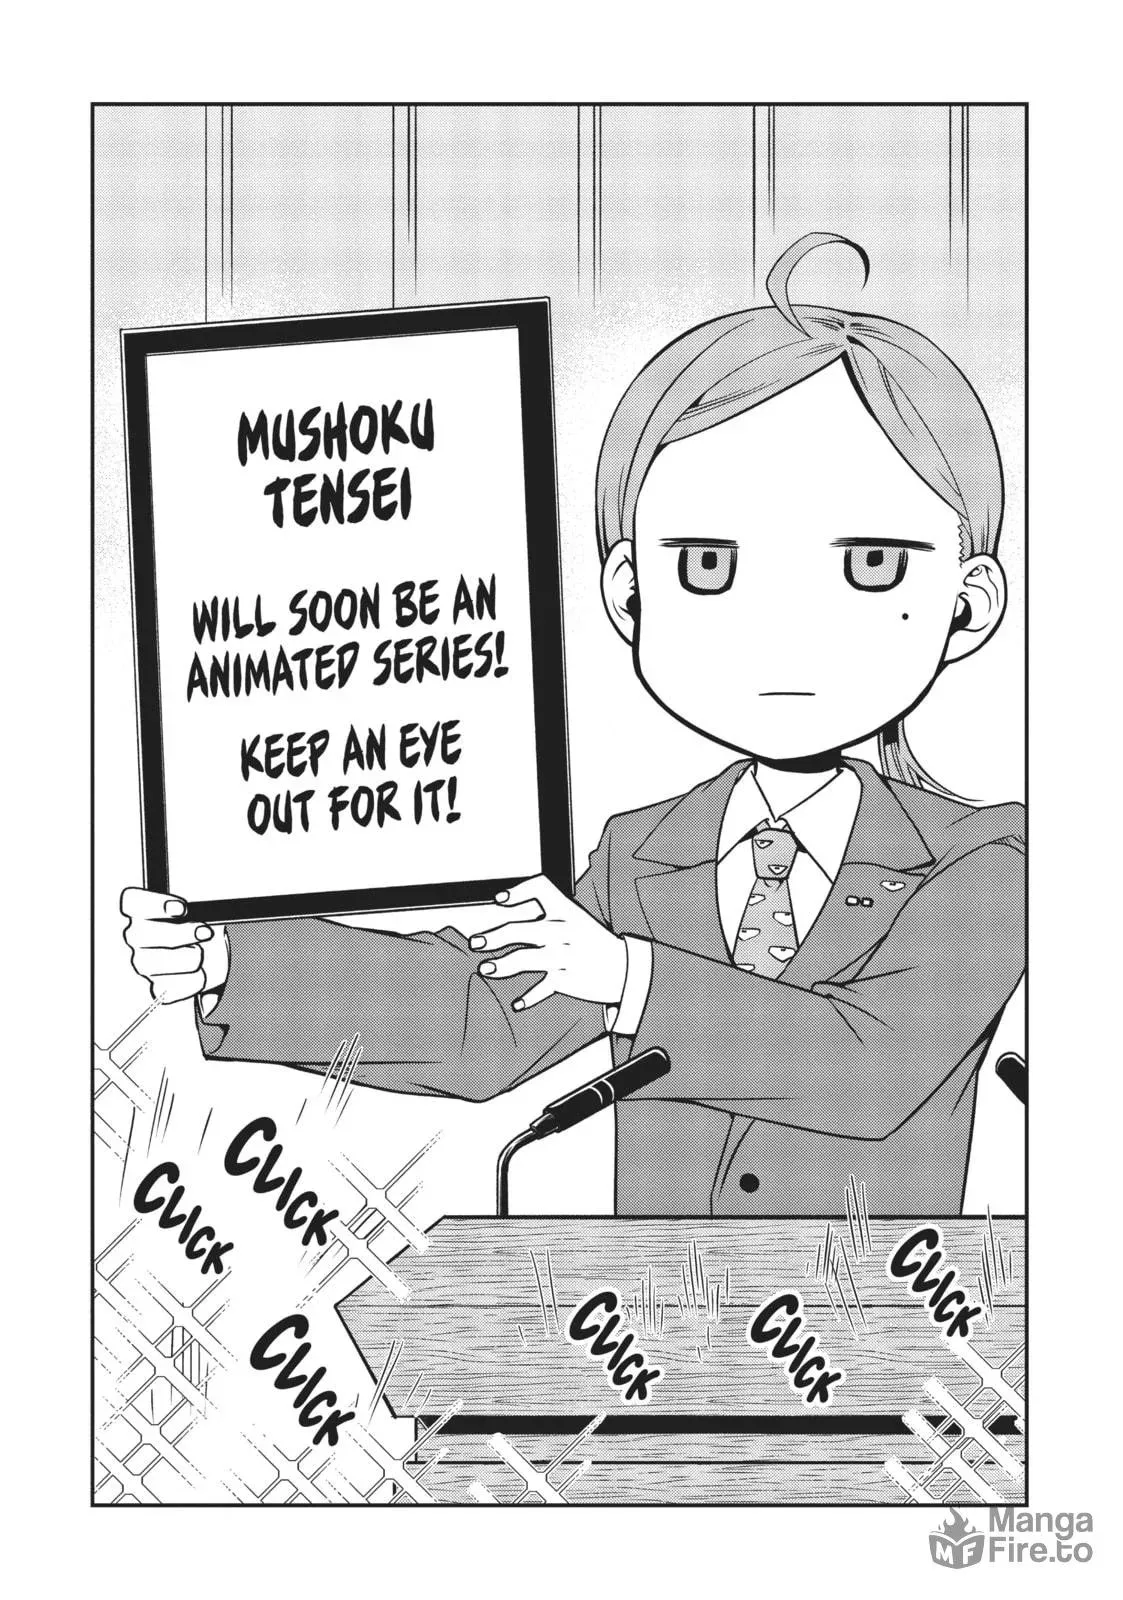 MUSHOKU
TENSEI
WILL SOON BE AN
ANIMATED SERIES!
KEEP AN EYE
OUT FOR IT!
CLICK
CLICK
CLICK
CLICK
CLICK
CLICK
Manga
MF Fire.to